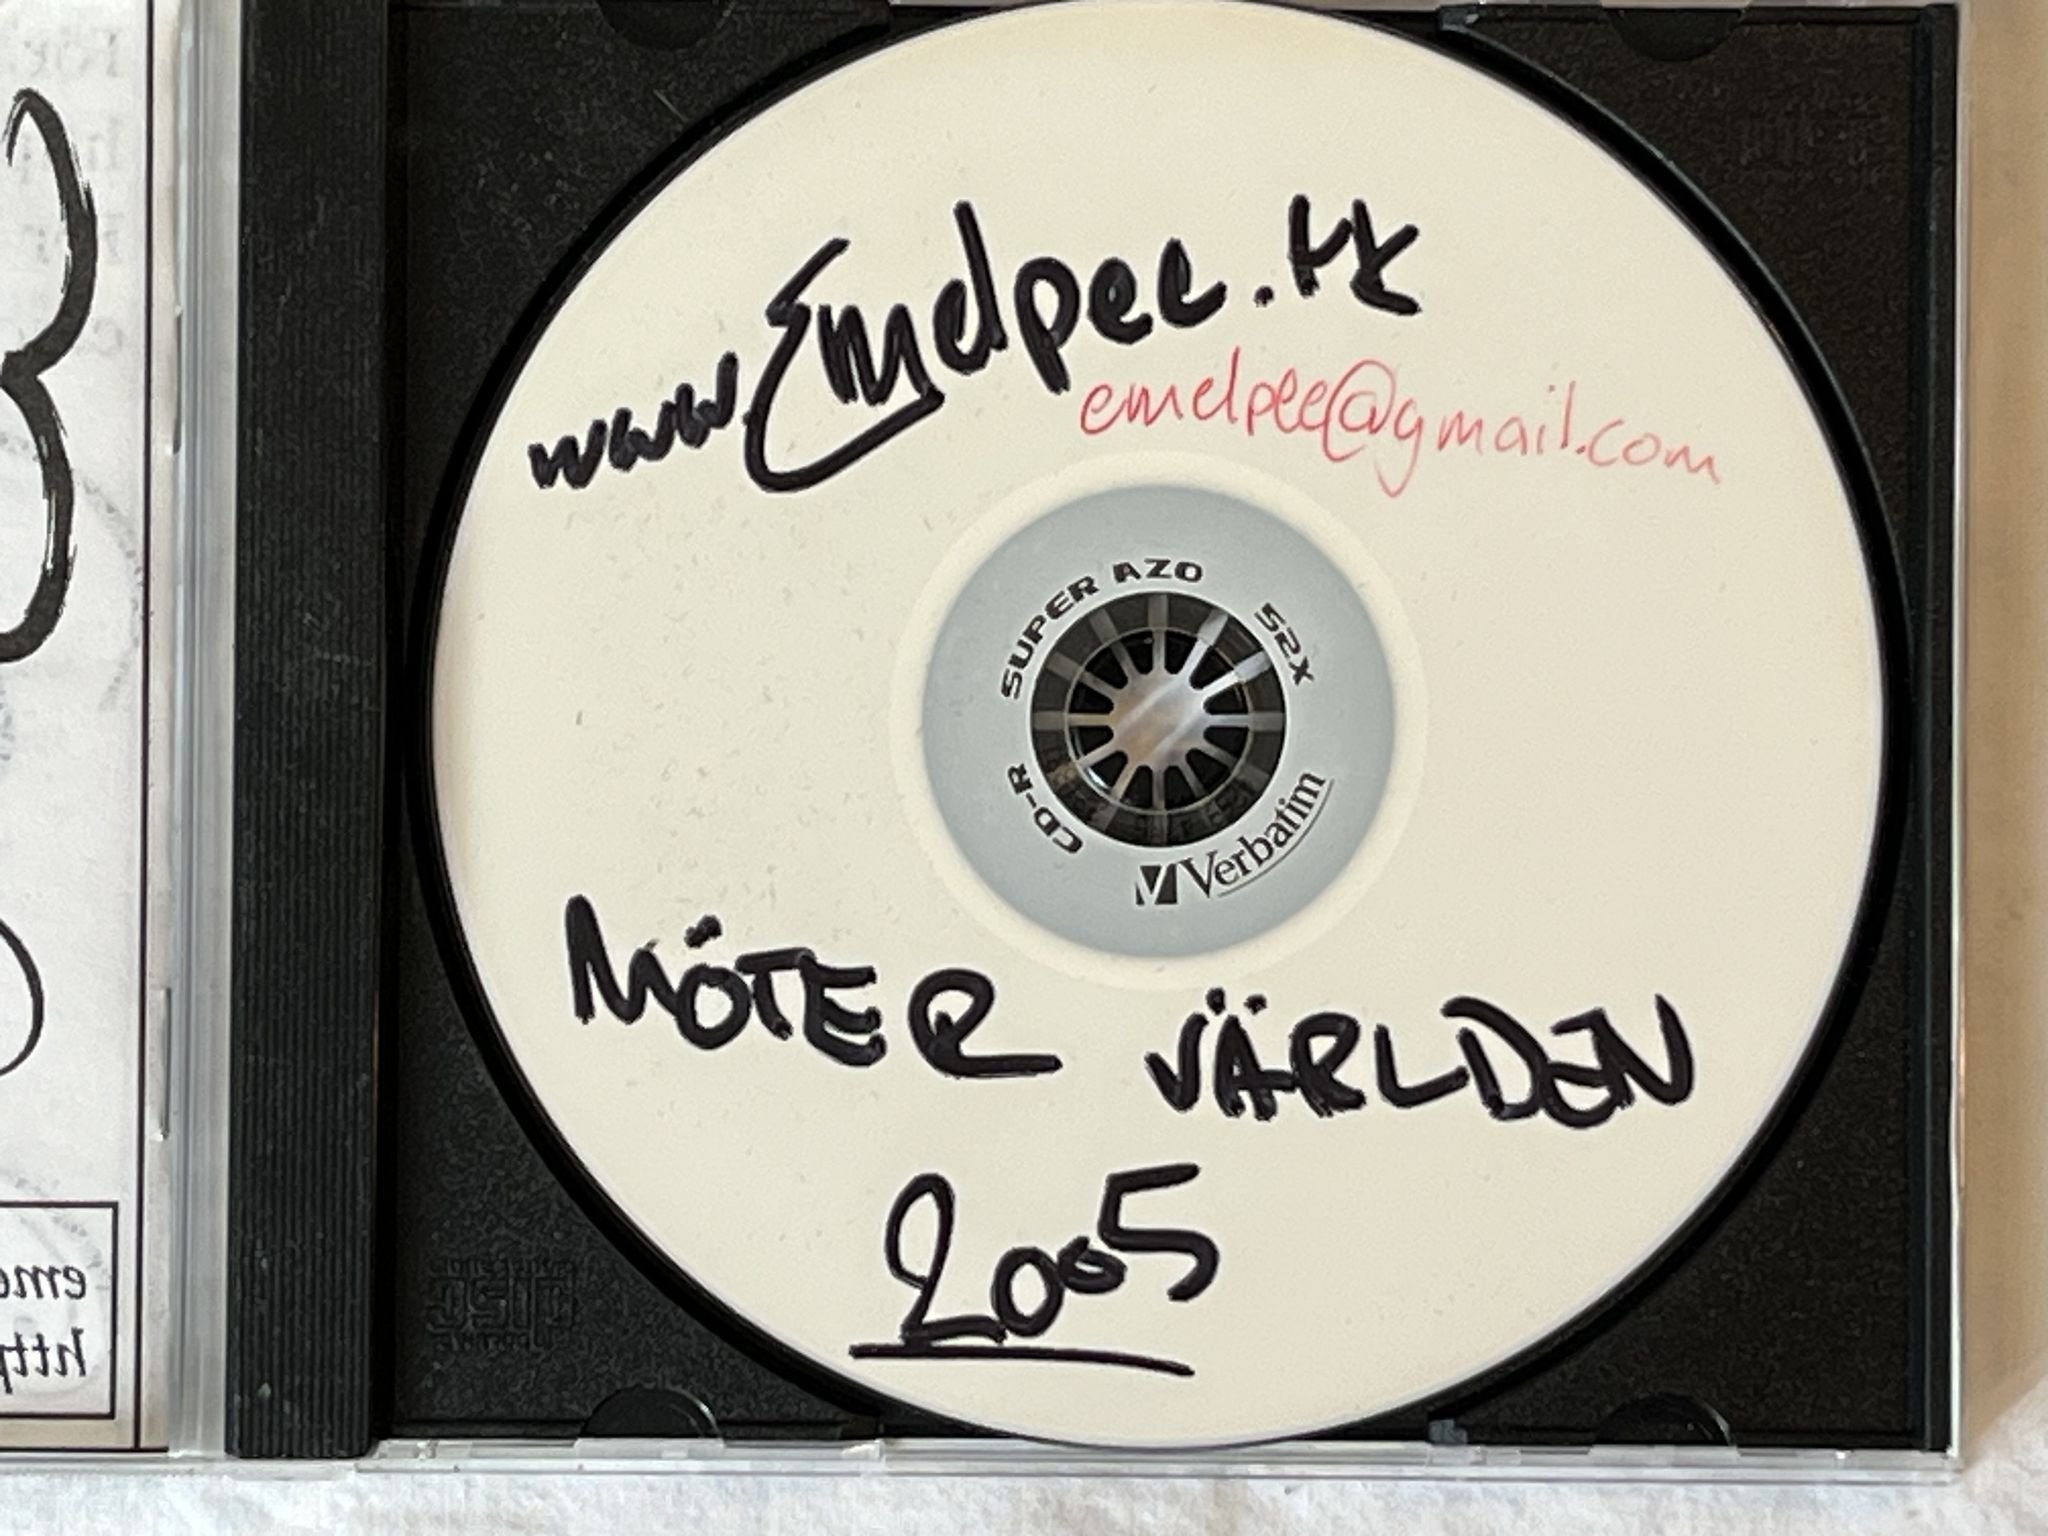 www.Emelpee.tk
emelpee@gmail.com
SUPER AZO
52X
CD-R
Verbatim
MÖTER VÄRLDEN
2005